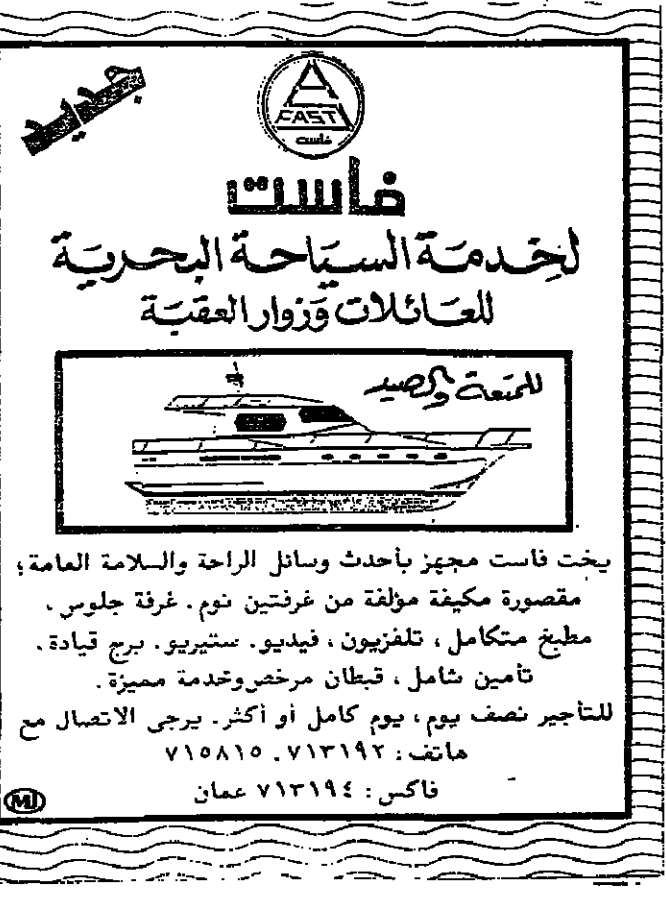 جديد
FAST
فاست
فاست
لخدمة السياحة البحرية
للعائلات وزوار العقبة
للمتعة والصيد
يخت فاست مجهز بأحدث وسائل الراحة والسلامة العامة؛
مقصورة مكيفة مؤلفة من غرفتين نوم. غرفة جلوس.
مطبخ متكامل، تلفزيون، فيديو. ستيريو. برج قيادة.
تأمين شامل، قبطان مرخص وخدمة مميزة.
للتأجير نصف يوم، يوم كامل أو أكثر. يرجى الاتصال مع
هاتف: ٧١٣١٩٢. ٧١٥٨١٥
فاكس: ٧١٣١٩٤ عمان